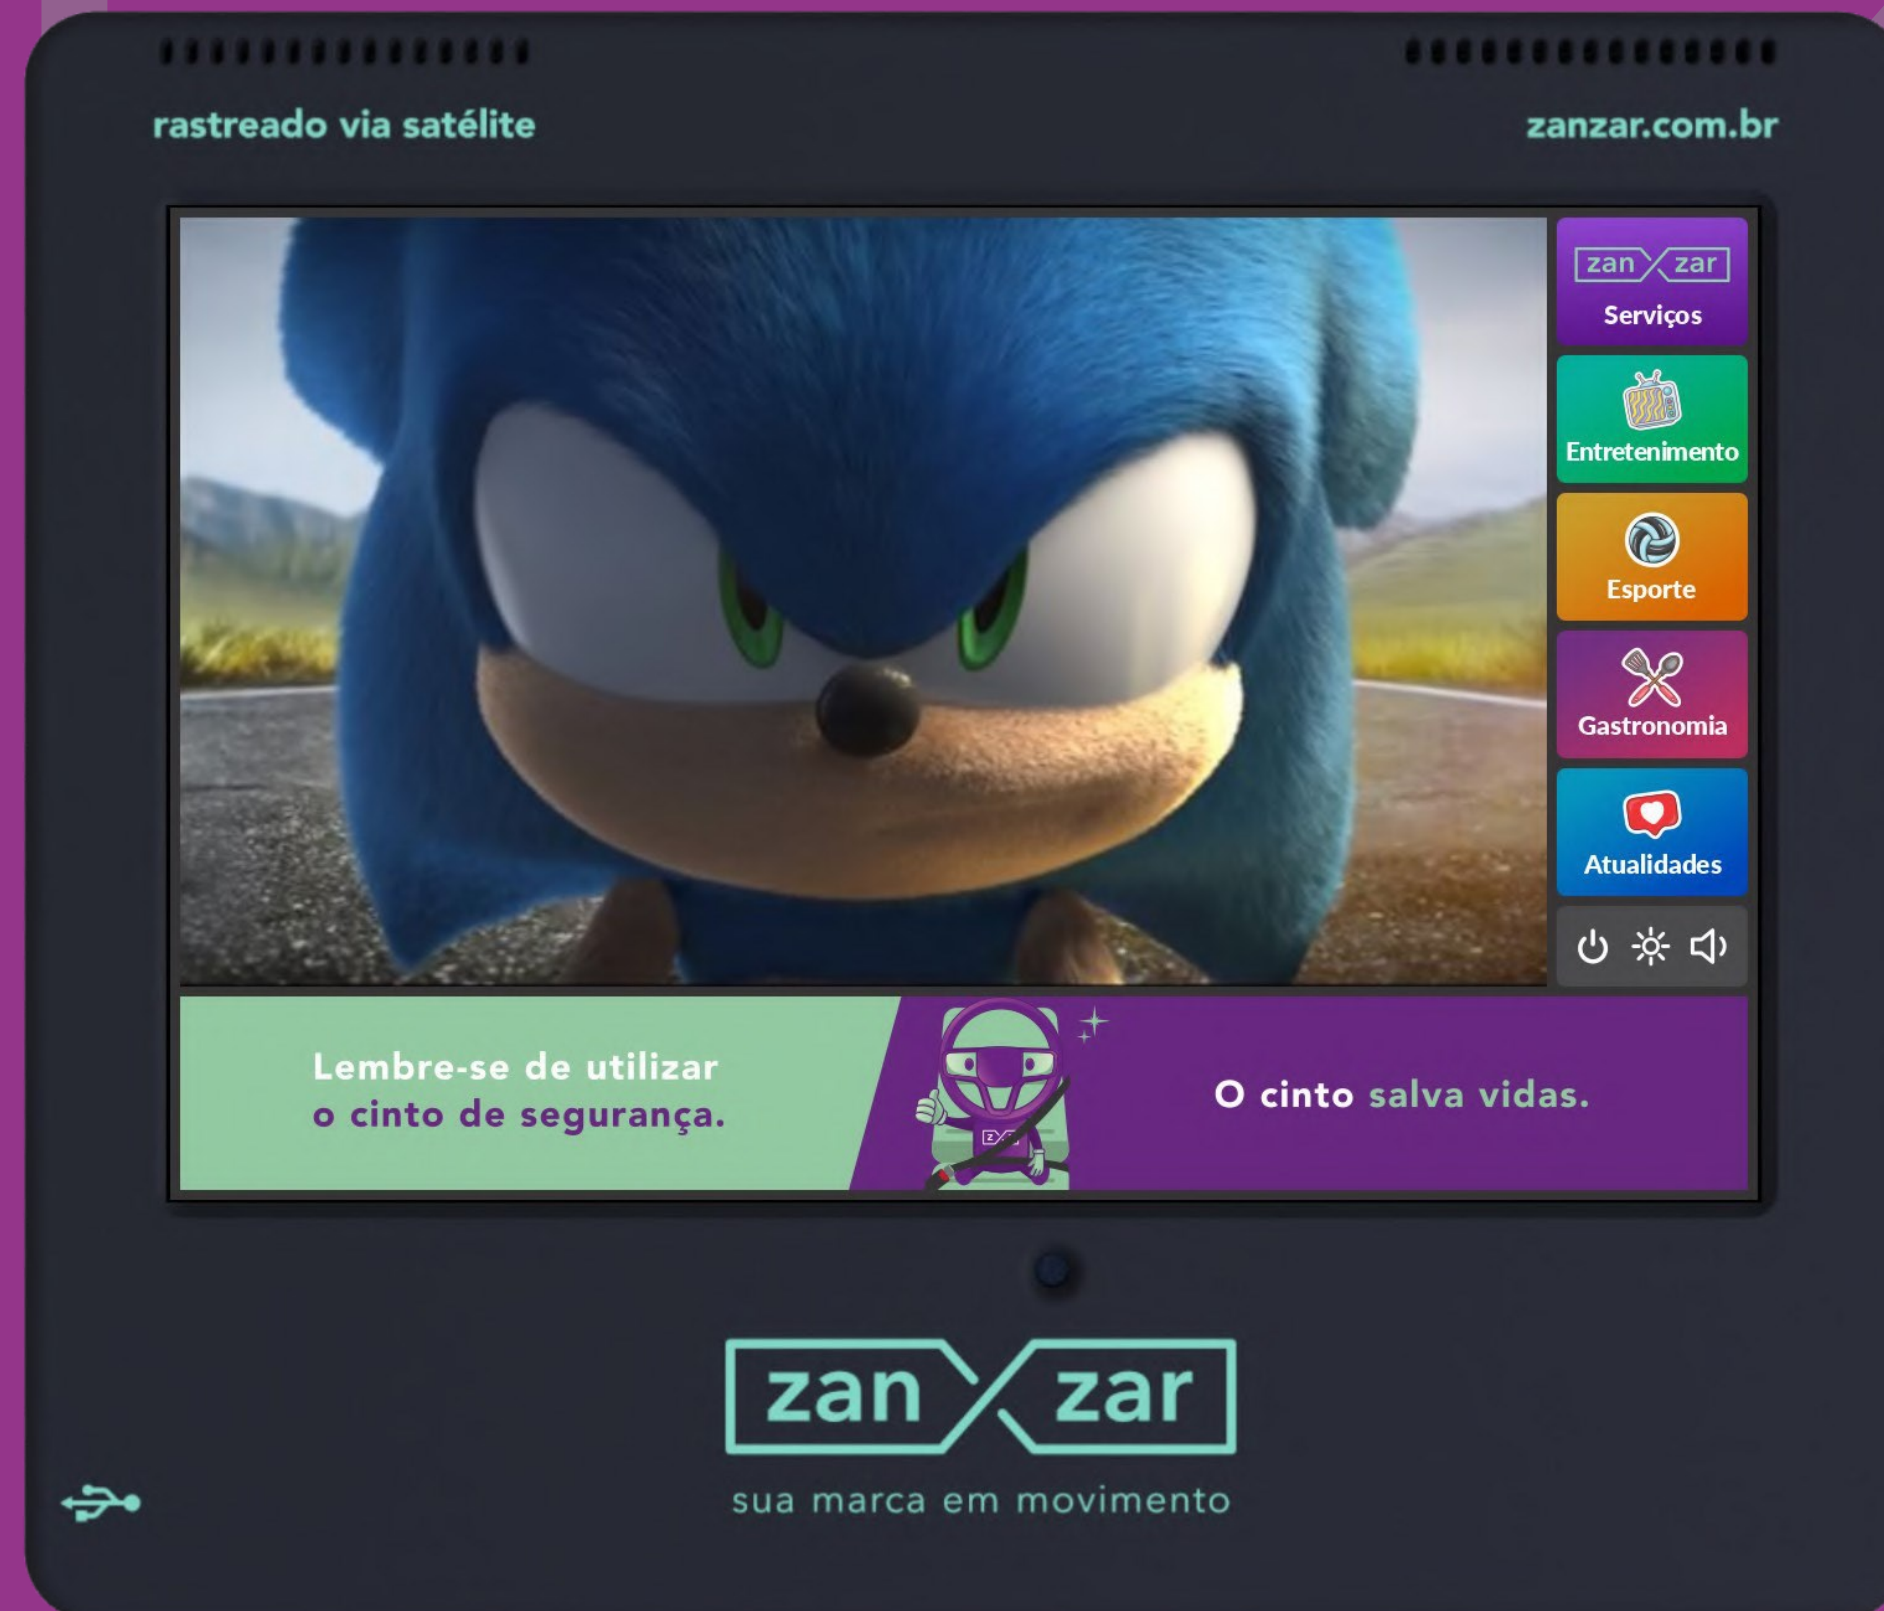 rastreado via satélite
zanzar.com.br
zan zar
Serviços
Entretenimento
Esporte
Gastronomia
Atualidades
Lembre-se de utilizar
o cinto de segurança.
O cinto salva vidas.
zan zar
sua marca em movimento